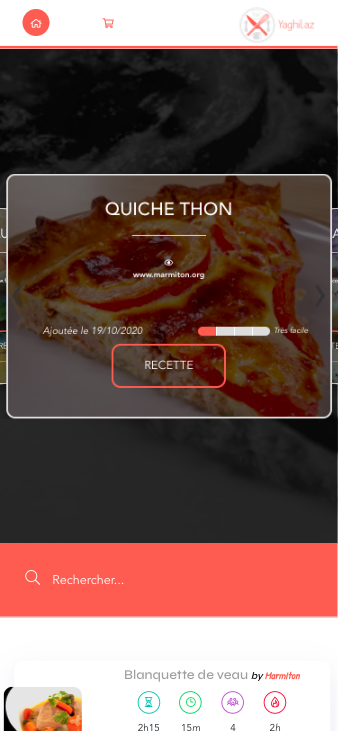 Yaghil.az
QUICHE THON
www.marmiton.org
Ajoutée le 19/10/2020
Très facile
RECETTE
Rechercher...
Blanquette de veau by Marmiton
2h15 15m 4 2h